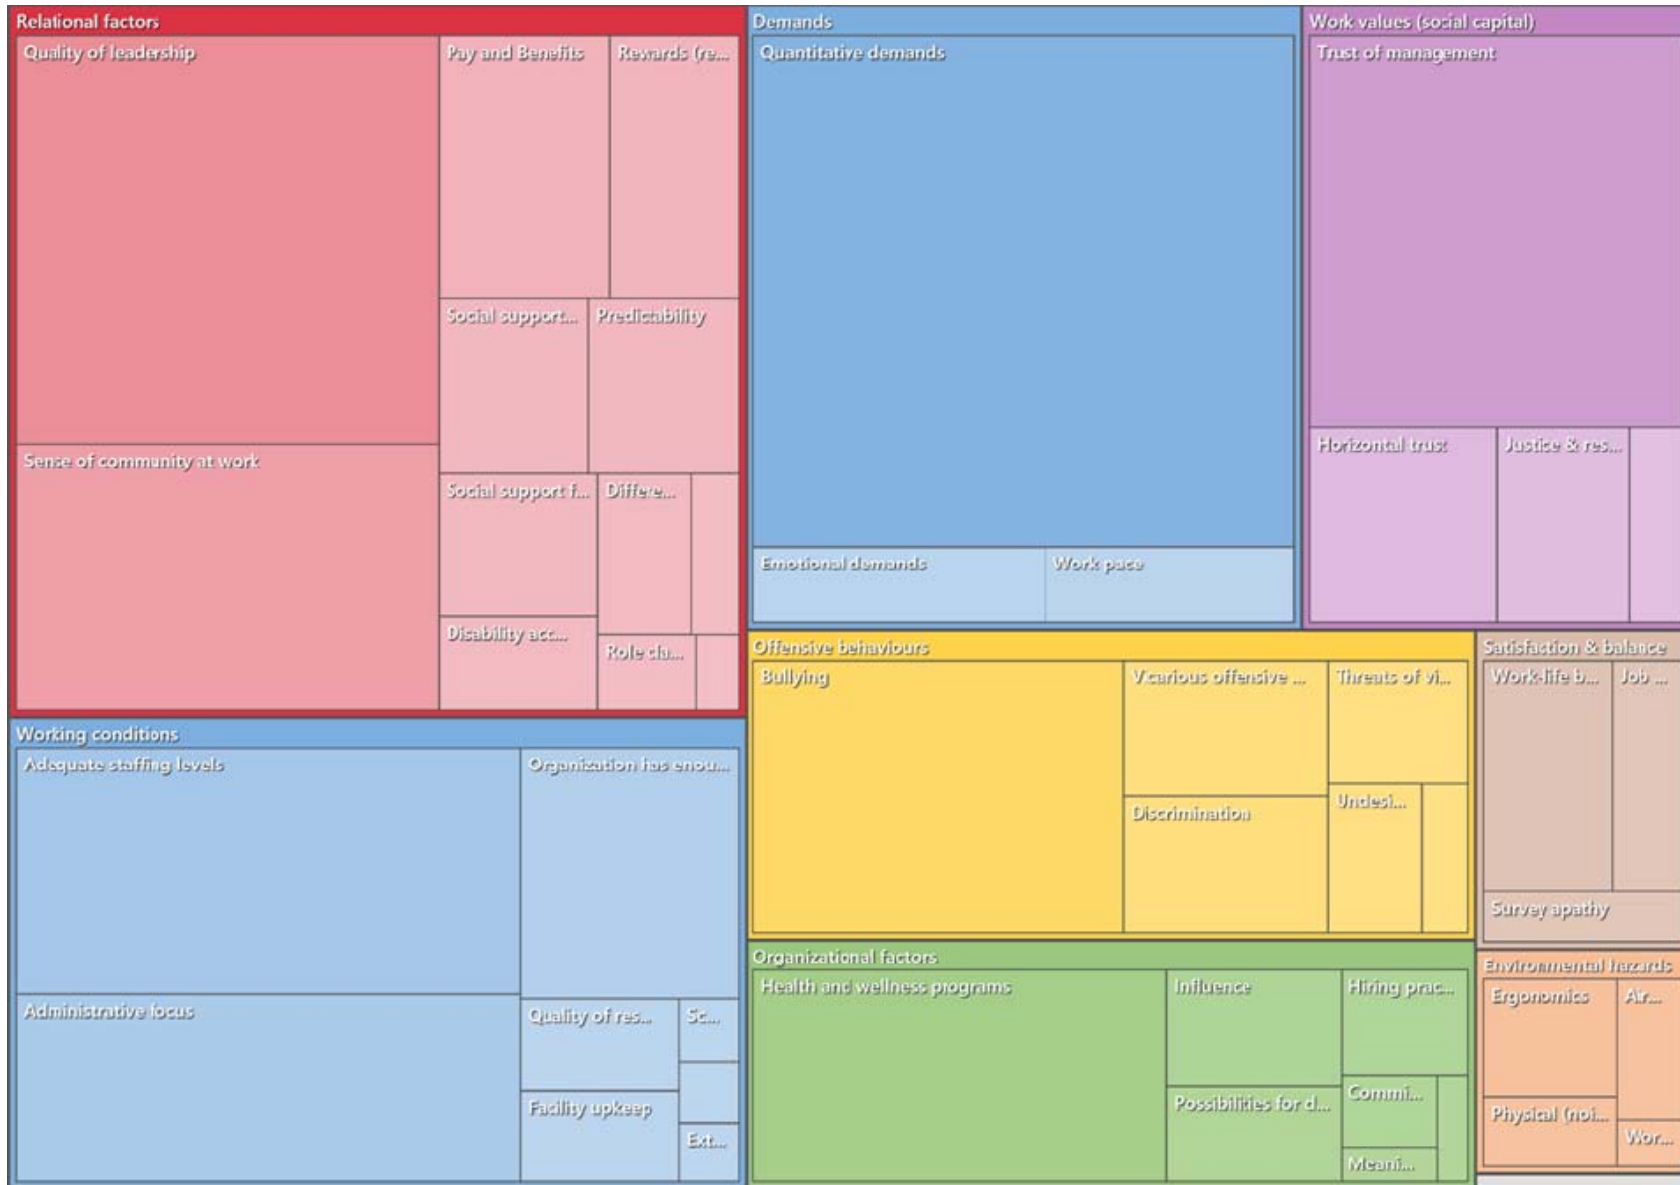 Relational factors
Quality of leadership
Pay and Benefits
Rewards (re...
Sense of community at work
Social support...
Predictability
Social support f...
Differe...
Disability acc...
Role cla...
Working conditions
Adequate staffing levels
Organization has enou...
Administrative focus
Quality of res...
Sc...
Facility upkeep
Ext...
Demands
Quantitative demands
Emotional demands
Work pace
Work values (social capital)
Trust of management
Horizontal trust
Justice & res...
Offensive behaviours
Bullying
Vicarious offensive ...
Threats of vi...
Discrimination
Undesi...
Satisfaction & balance
Work-life b...
Job ...
Survey apathy
Organizational factors
Health and wellness programs
Influence
Hiring prac...
Possibilities for d...
Commi...
Meani...
Environmental hazards
Ergonomics
Air...
Physical (noi...
Wor...